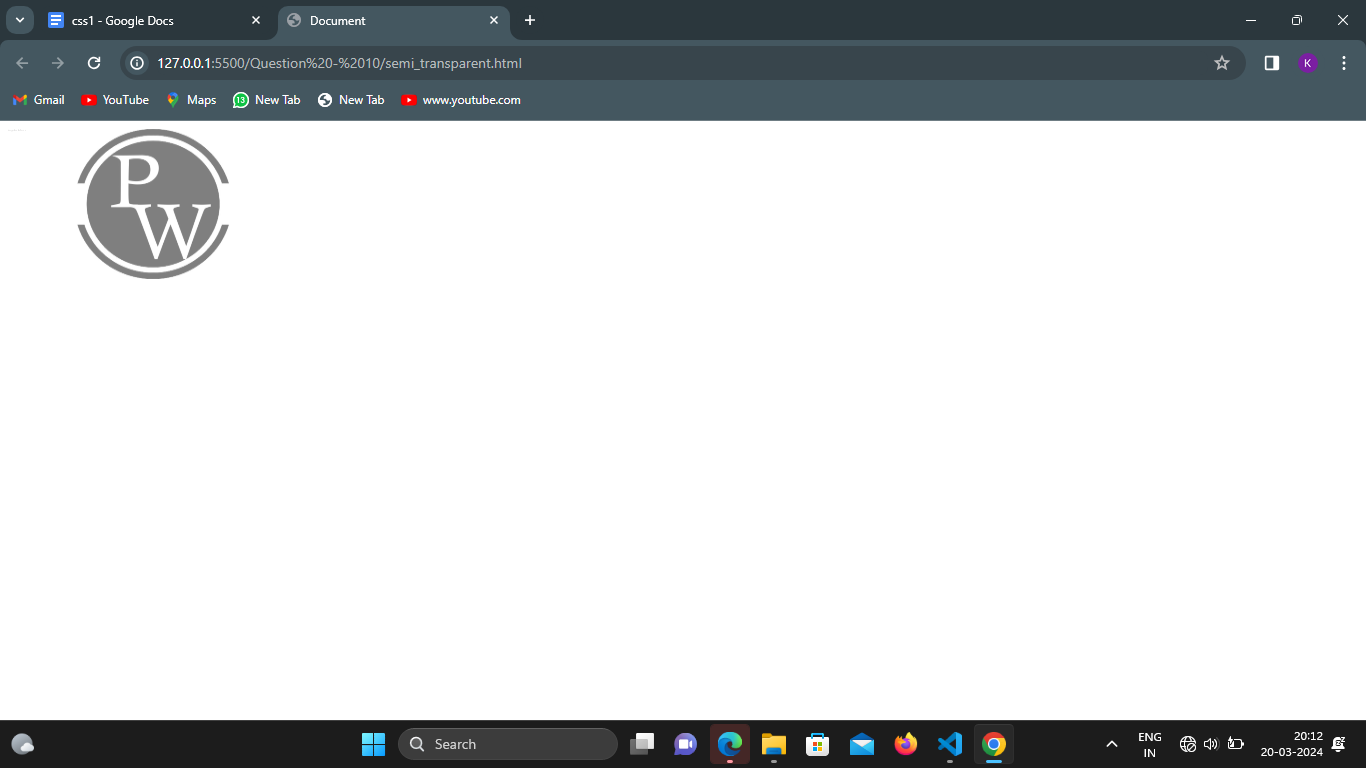 css1 - Google Docs
Document
127.0.0.1:5500/Question%20-%2010/semi_transparent.html
K
Gmail
YouTube
Maps
13
New Tab
New Tab
www.youtube.com
P
W
Search
ENG
IN
20:12
20-03-2024